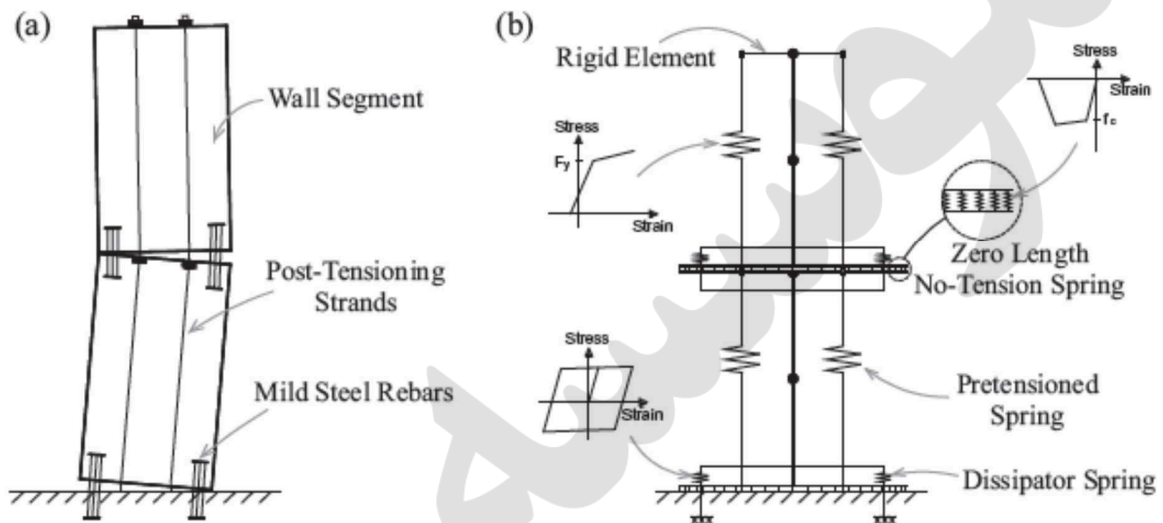 (a)
Wall Segment
Post-Tensioning
Strands
Mild Steel Rebars
(b)
Rigid Element
Stress
Strain
fc
Stress
Fy
Strain
Zero Length
No-Tension Spring
Stress
Strain
Pretensioned
Spring
Dissipator Spring